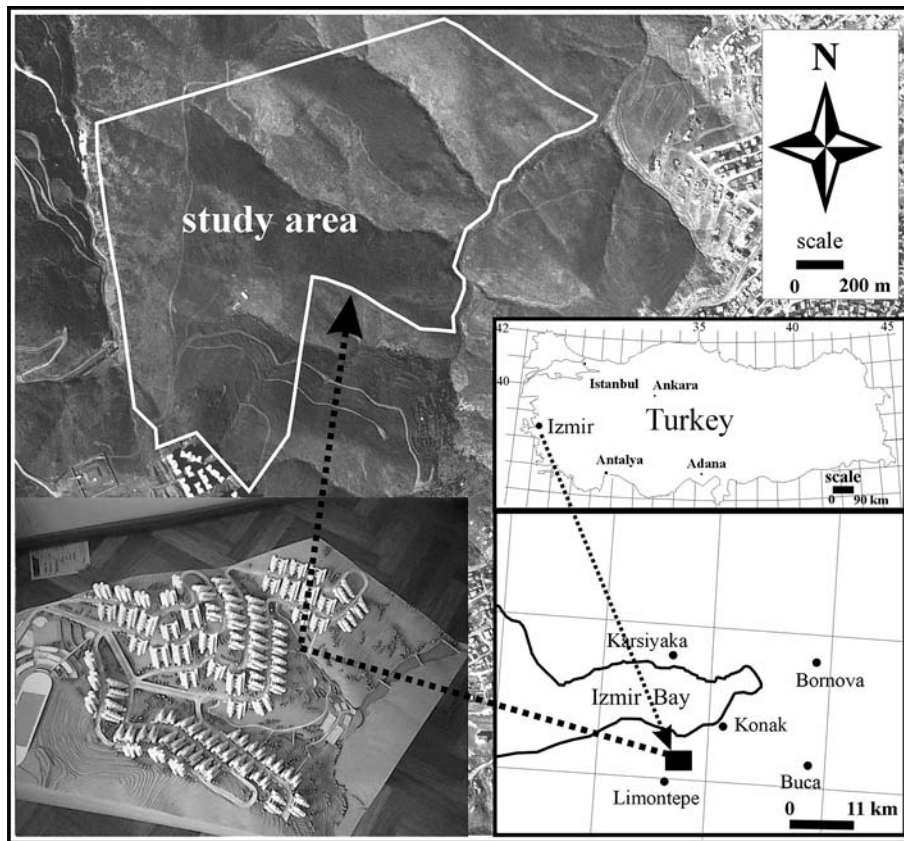 N
study area
scale
0 200 m
42 35 40 45
40
Istanbul Ankara
Turkey
Izmir
Antalya Adana
scale
0 90 km
Karsiyaka
Bornova
Izmir Bay
Konak
Buca
Limontepe
0 11 km